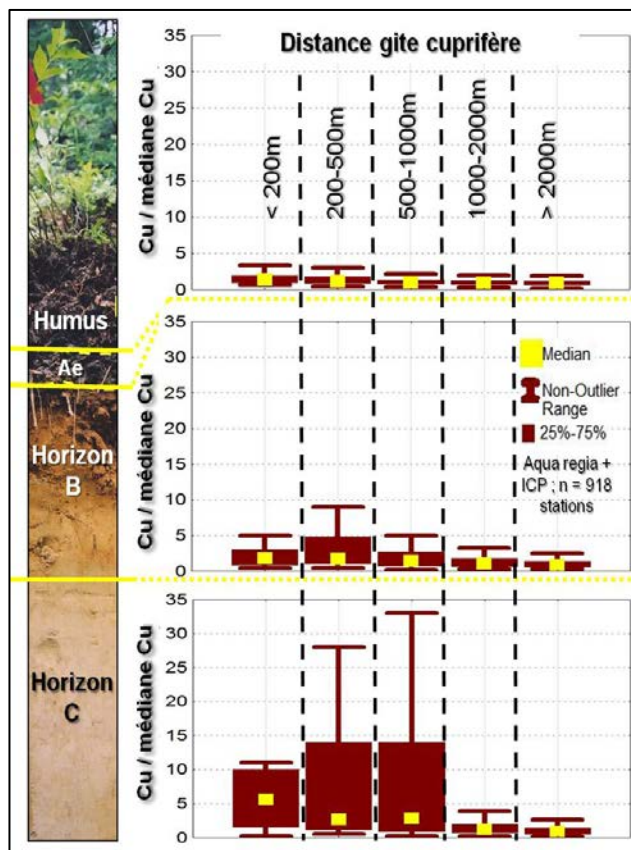 Distance gite cuprifère
Cu / médiane Cu
35
30
25
20
15
10
5
0
< 200m
200-500m
500-1000m
1000-2000m
> 2000m
Humus
Ae
Horizon
B
Cu / médiane Cu
35
30
25
20
15
10
5
0
Median
Non-Outlier
Range
25%-75%
Aqua regia +
ICP ; n = 918
stations
Horizon
C
Cu / médiane Cu
35
30
25
20
15
10
5
0